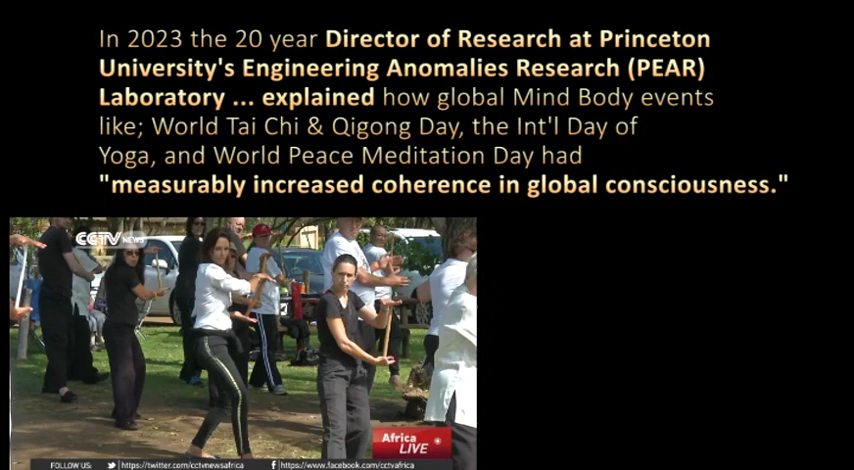 In 2023 the 20 year Director of Research at Princeton
University's Engineering Anomalies Research (PEAR)
Laboratory ... explained how global Mind Body events
like; World Tai Chi & Qigong Day, the Int'l Day of
Yoga, and World Peace Meditation Day had
"measurably increased coherence in global consciousness."
CCTV NEWS
Africa
LIVE
FOLLOW US: https://twitter.com/cctvnewsafrica https://www.facebook.com/cctvafrica